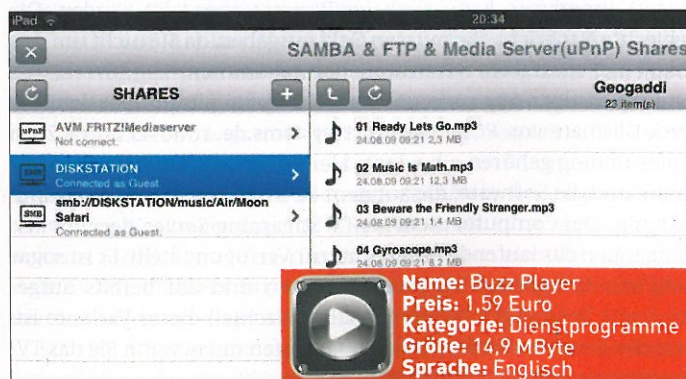 iPad
20:34
SAMBA & FTP & Media Server(uPnP) Shares
SHARES
Geogaddi
23 item(s)
uPnP
AVM FRITZ!Mediaserver
Not connect.
SMB
DISKSTATION
Connected as Guest.
SMB
smb://DISKSTATION/music/Air/Moon
Safari
Connected as Guest.
01 Ready Lets Go.mp3
24.08.09 09:21 2,3 MB
02 Music Is Math.mp3
24.08.09 09:21 12,3 MB
03 Beware the Friendly Stranger.mp3
24.08.09 09:21 1,4 MB
04 Gyroscope.mp3
24.08.09 09:21 8,2 MB
Name: Buzz Player
Preis: 1,59 Euro
Kategorie: Dienstprogramme
Größe: 14,9 MByte
Sprache: Englisch